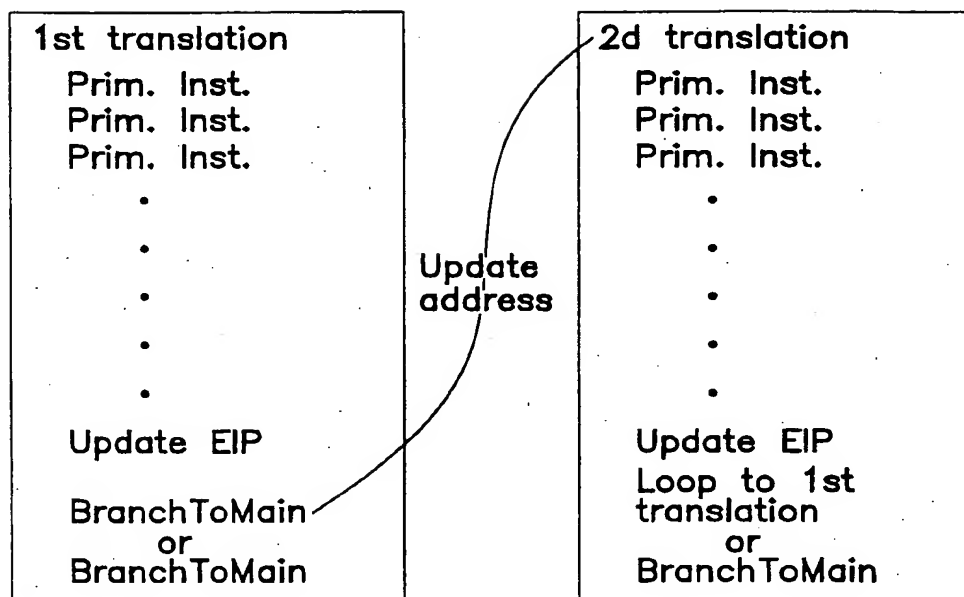 1st translation
Prim. Inst.
Prim. Inst.
Prim. Inst.
Update EIP
BranchToMain
or
BranchToMain
Update
address
2d translation
Prim. Inst.
Prim. Inst.
Prim. Inst.
Update EIP
Loop to 1st
translation
or
BranchToMain